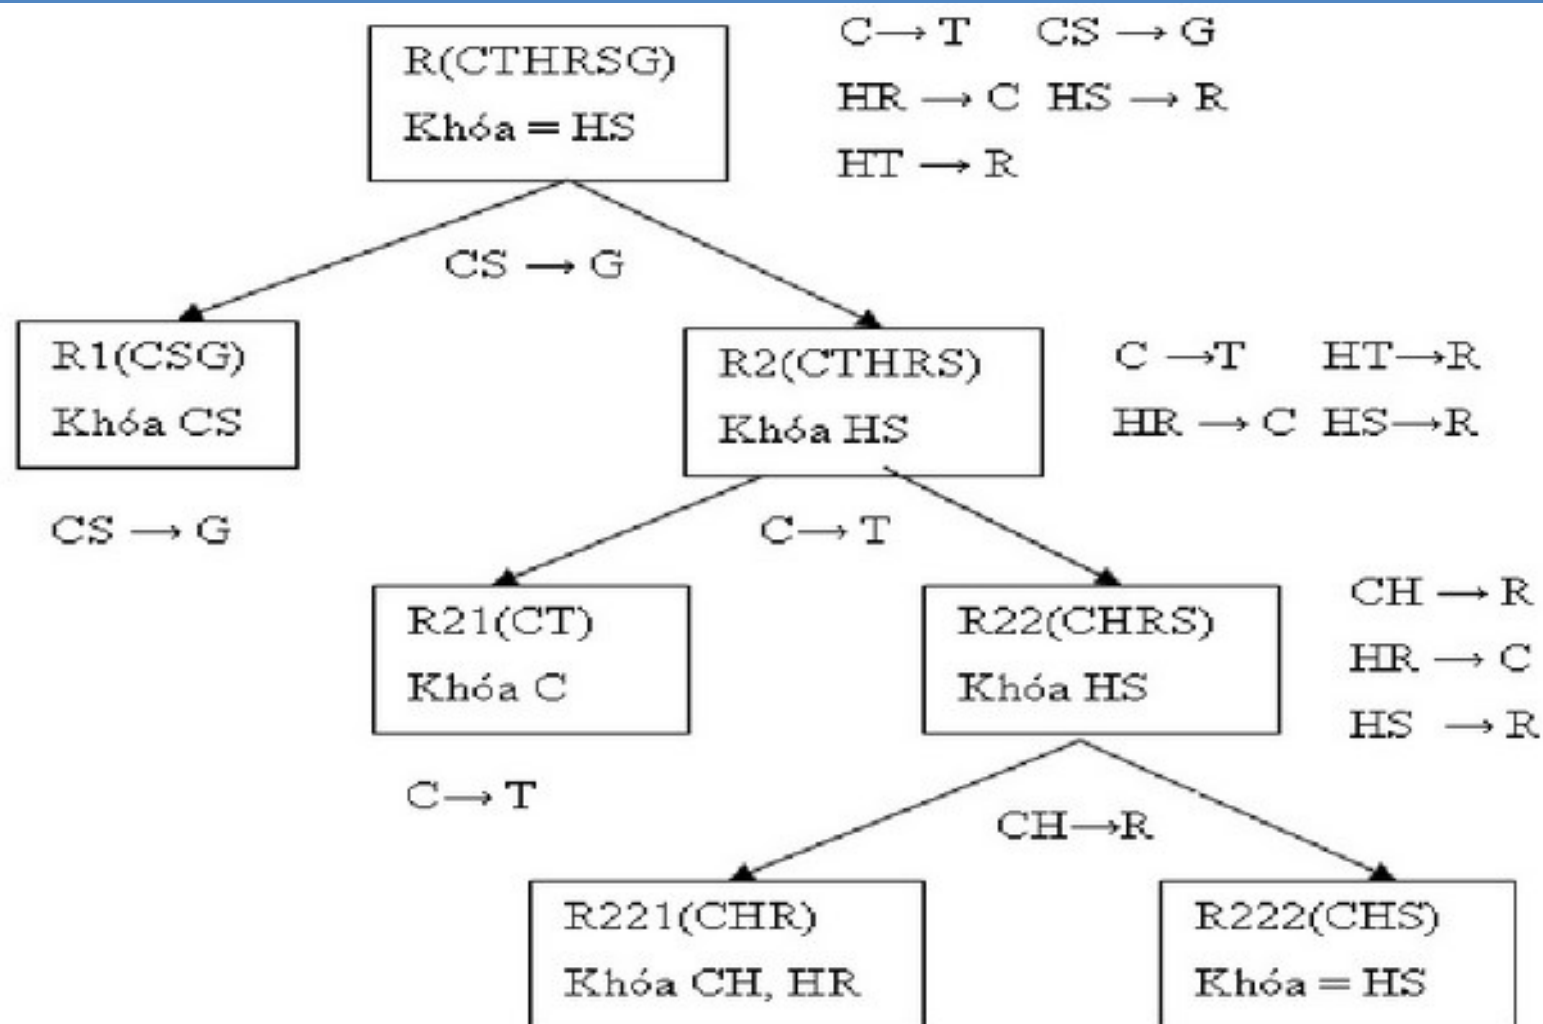 R(CTHRSG)
Khóa = HS
C → T CS → G
HR → C HS → R
HT → R
CS → G
R1(CSG)
Khóa CS
CS → G
R2(CTHRS)
Khóa HS
C → T HT → R
HR → C HS → R
C → T
R21(CT)
Khóa C
C → T
R22(CHRS)
Khóa HS
CH → R
HR → C
HS → R
CH → R
R221(CHR)
Khóa CH, HR
R222(CHS)
Khóa = HS